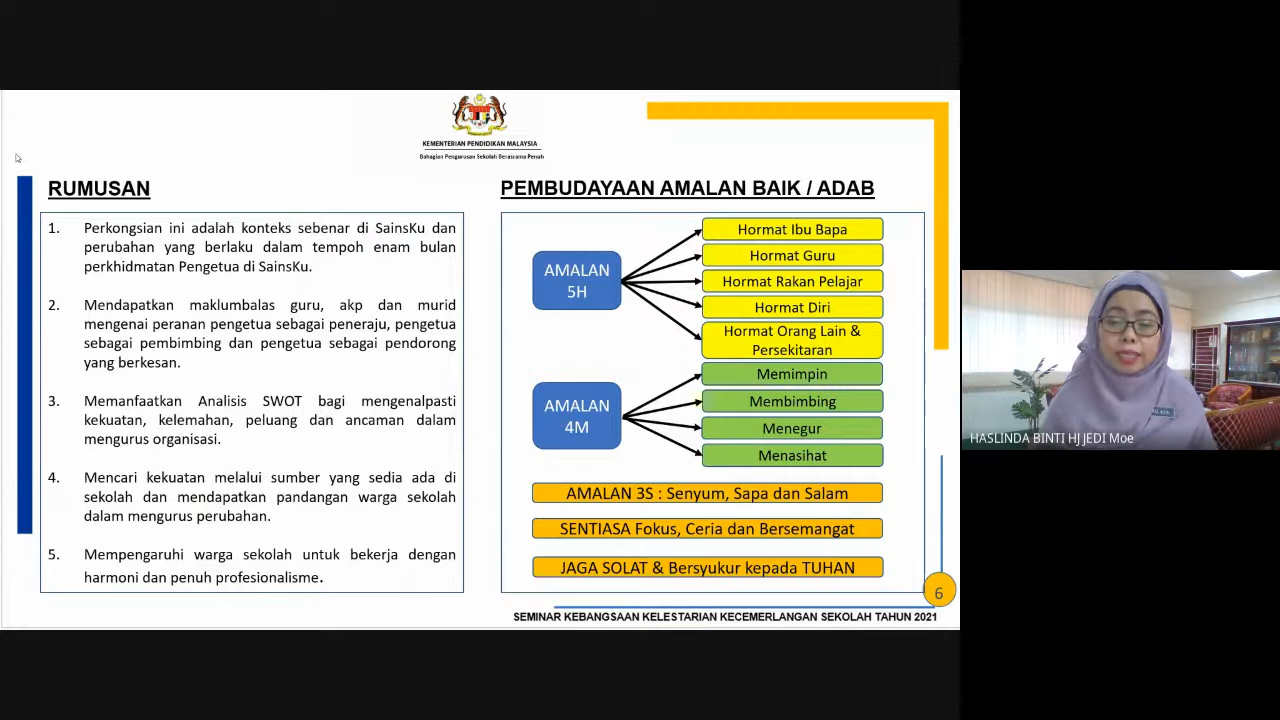 KEMENTERIAN PENDIDIKAN MALAYSIA
Bahagian Pengurusan Sekolah Berasrama Penuh
RUMUSAN
1. Perkongsian ini adalah konteks sebenar di SainsKu dan
perubahan yang berlaku dalam tempoh enam bulan
perkhidmatan Pengetua di SainsKu.
2. Mendapatkan maklumbalas guru, akp dan murid
mengenai peranan pengetua sebagai peneraju, pengetua
sebagai pembimbing dan pengetua sebagai pendorong
yang berkesan.
3. Memanfaatkan Analisis SWOT bagi mengenalpasti
kekuatan, kelemahan, peluang dan ancaman dalam
mengurus organisasi.
4. Mencari kekuatan melalui sumber yang sedia ada di
sekolah dan mendapatkan pandangan warga sekolah
dalam mengurus perubahan.
5. Mempengaruhi warga sekolah untuk bekerja dengan
harmoni dan penuh profesionalisme.
PEMBUDAYAAN AMALAN BAIK / ADAB
AMALAN
5H
Hormat Ibu Bapa
Hormat Guru
Hormat Rakan Pelajar
Hormat Diri
Hormat Orang Lain &
Persekitaran
AMALAN
4M
Memimpin
Membimbing
Menegur
Menasihat
AMALAN 3S : Senyum, Sapa dan Salam
SENTIASA Fokus, Ceria dan Bersemangat
JAGA SOLAT & Bersyukur kepada TUHAN
6
SEMINAR KEBANGSAAN KELESTARIAN KECEMERLANGAN SEKOLAH TAHUN 2021
HASLINDA BINTI HJ JEDI Moe